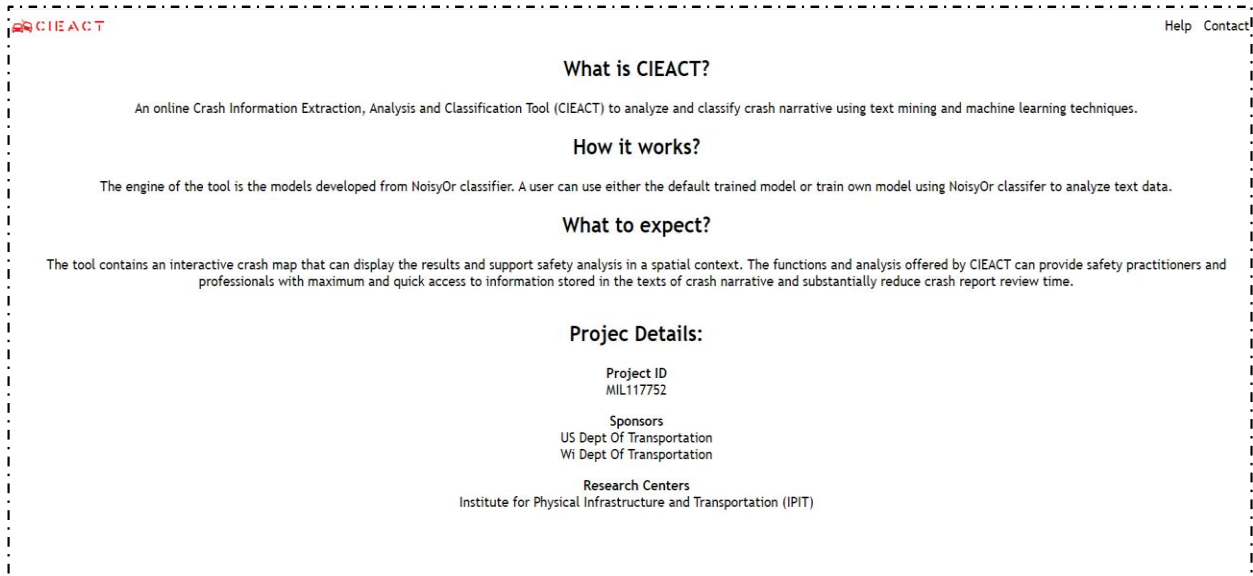 CIEACT
Help Contact
What is CIEACT?
An online Crash Information Extraction, Analysis and Classification Tool (CIEACT) to analyze and classify crash narrative using text mining and machine learning techniques.
How it works?
The engine of the tool is the models developed from NoisyOr classifier. A user can use either the default trained model or train own model using NoisyOr classifer to analyze text data.
What to expect?
The tool contains an interactive crash map that can display the results and support safety analysis in a spatial context. The functions and analysis offered by CIEACT can provide safety practitioners and
professionals with maximum and quick access to information stored in the texts of crash narrative and substantially reduce crash report review time.
Projec Details:
Project ID
MIL117752
Sponsors
US Dept Of Transportation
Wi Dept Of Transportation
Research Centers
Institute for Physical Infrastructure and Transportation (IPIT)